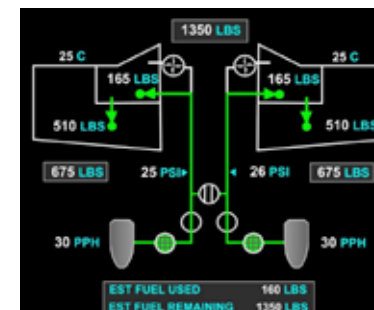 1350 LBS
25 C 25 C
165 LBS 165 LBS
510 LBS 510 LBS
675 LBS 25 PSI 26 PSI 675 LBS
30 PPH 30 PPH
EST FUEL USED 160 LBS
EST FUEL REMAINING 1350 LBS